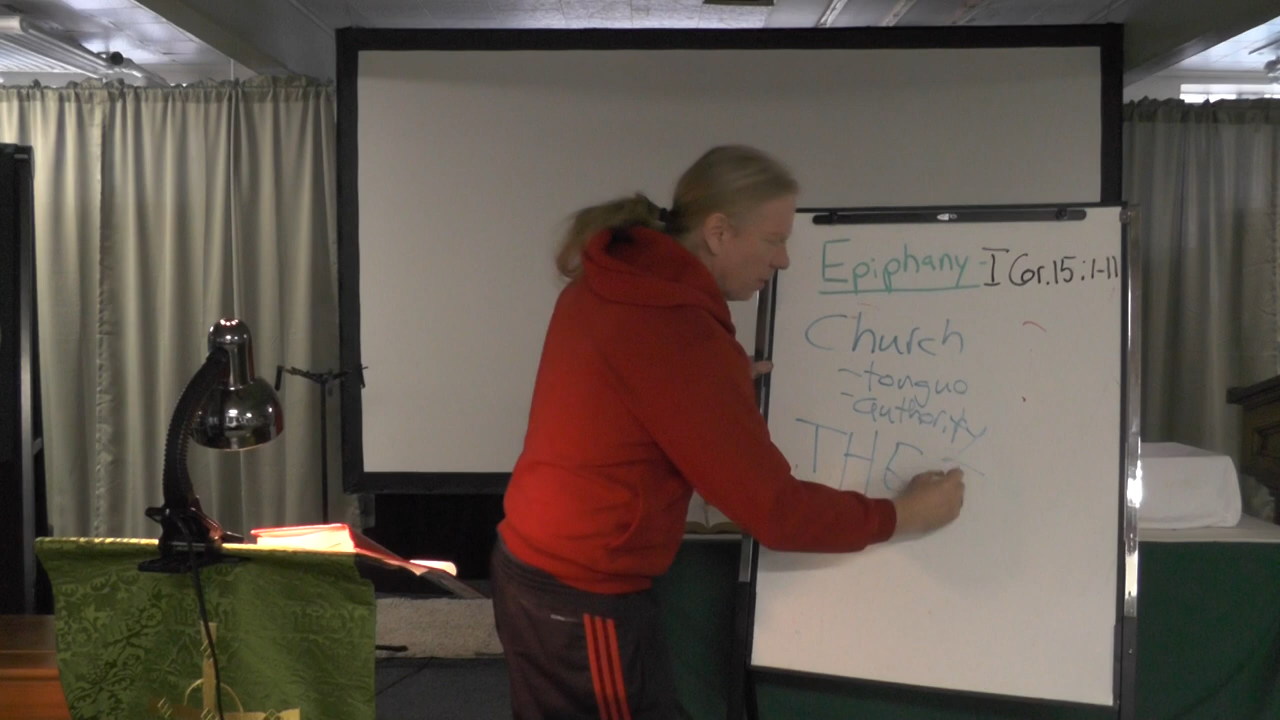 Epiphany - I Cor. 15:1-11
Church
- tongue
- authority
THE